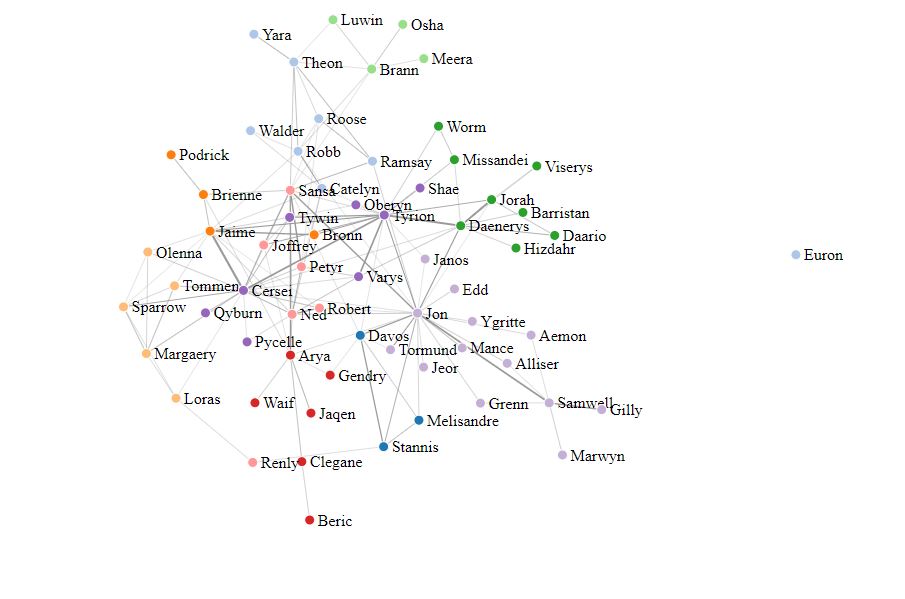 Luwin
Osha
Yara
Theon
Meera
Brann
Roose
Worm
Walder
Robb
Podrick
Ramsay
Missandei
Viserys
Sansa
Catelyn
Shae
Brienne
Jorah
Oberyn
Barristan
Tywin
Tyrion
Daenerys
Jaime
Bronn
Daario
Joffrey
Hizdahr
Olenna
Euron
Janos
Petyr
Varys
Tommen
Cersei
Edd
Sparrow
Robert
Qyburn
Ned
Jon
Ygritte
Davos
Aemon
Pycelle
Mance
Tormund
Margaery
Arya
Alliser
Jeor
Gendry
Loras
Waif
Grenn
Samwell
Gilly
Jaqen
Melisandre
Stannis
Marwyn
Renly
Clegane
Beric